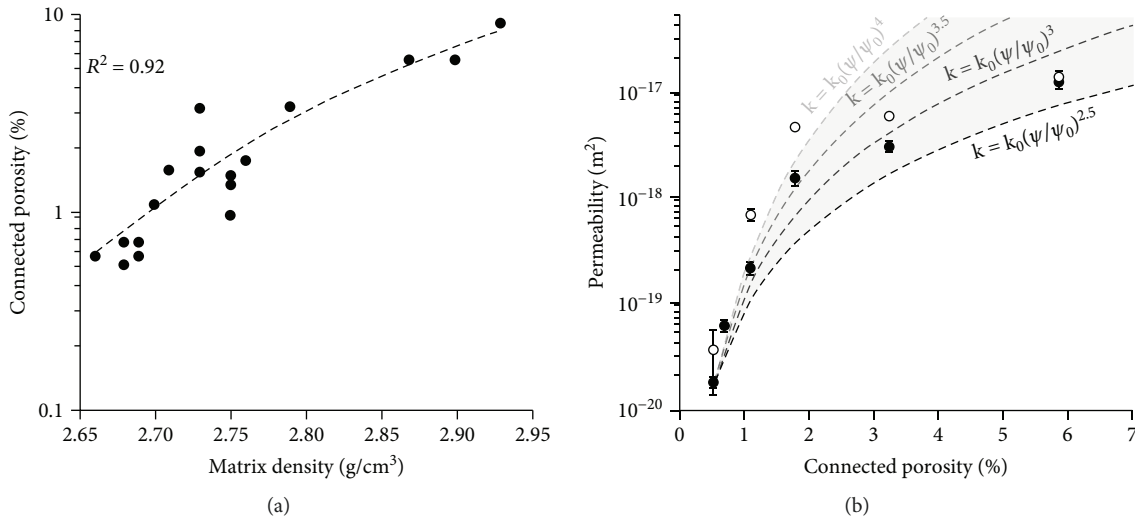 10
1
0.1
Connected porosity (%)
R² = 0.92
2.65 2.70 2.75 2.80 2.85 2.90 2.95
Matrix density (g/cm³)
(a)
10⁻¹⁷
10⁻¹⁸
10⁻¹⁹
10⁻²⁰
Permeability (m²)
k = k₀(ψ/ψ₀)⁴
k = k₀(ψ/ψ₀)³·⁵
k = k₀(ψ/ψ₀)³
k = k₀(ψ/ψ₀)²·⁵
0 1 2 3 4 5 6 7
Connected porosity (%)
(b)